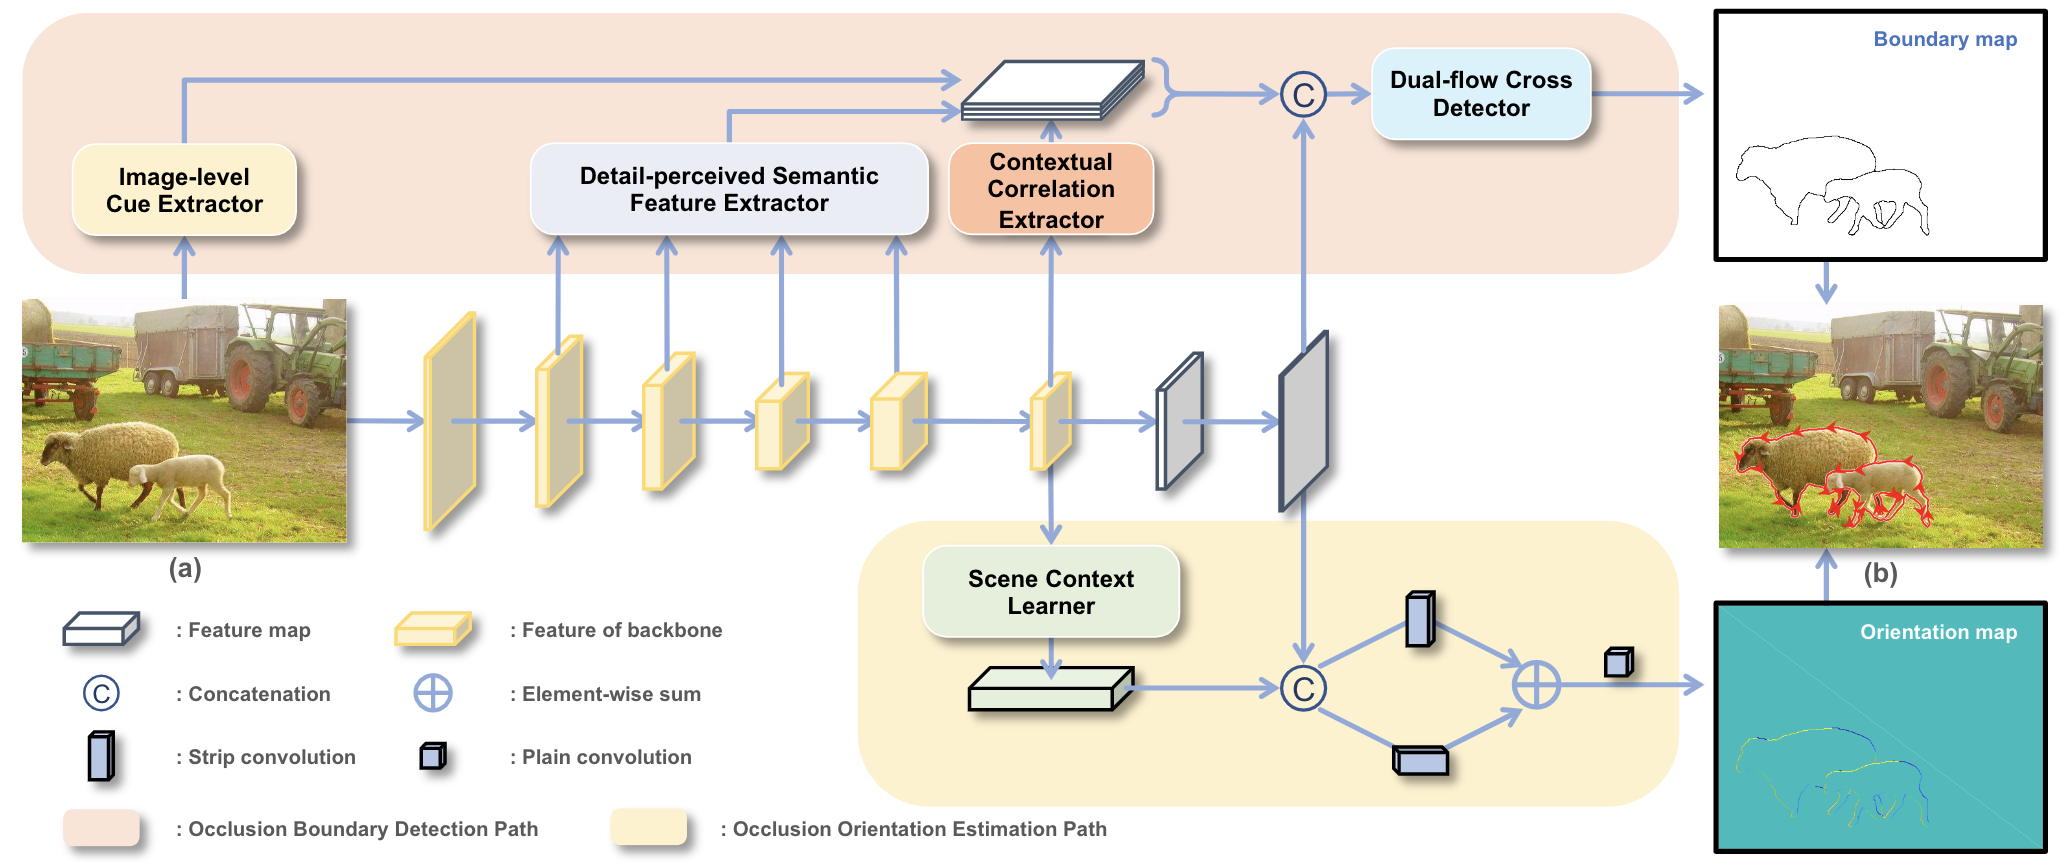 Boundary map
Dual-flow Cross
Detector
C
Image-level
Cue Extractor
Detail-perceived Semantic
Feature Extractor
Contextual
Correlation
Extractor
(a)
Scene Context
Learner
C
(b)
Orientation map
: Feature map
: Feature of backbone
C
: Concatenation
: Element-wise sum
: Strip convolution
: Plain convolution
: Occlusion Boundary Detection Path
: Occlusion Orientation Estimation Path